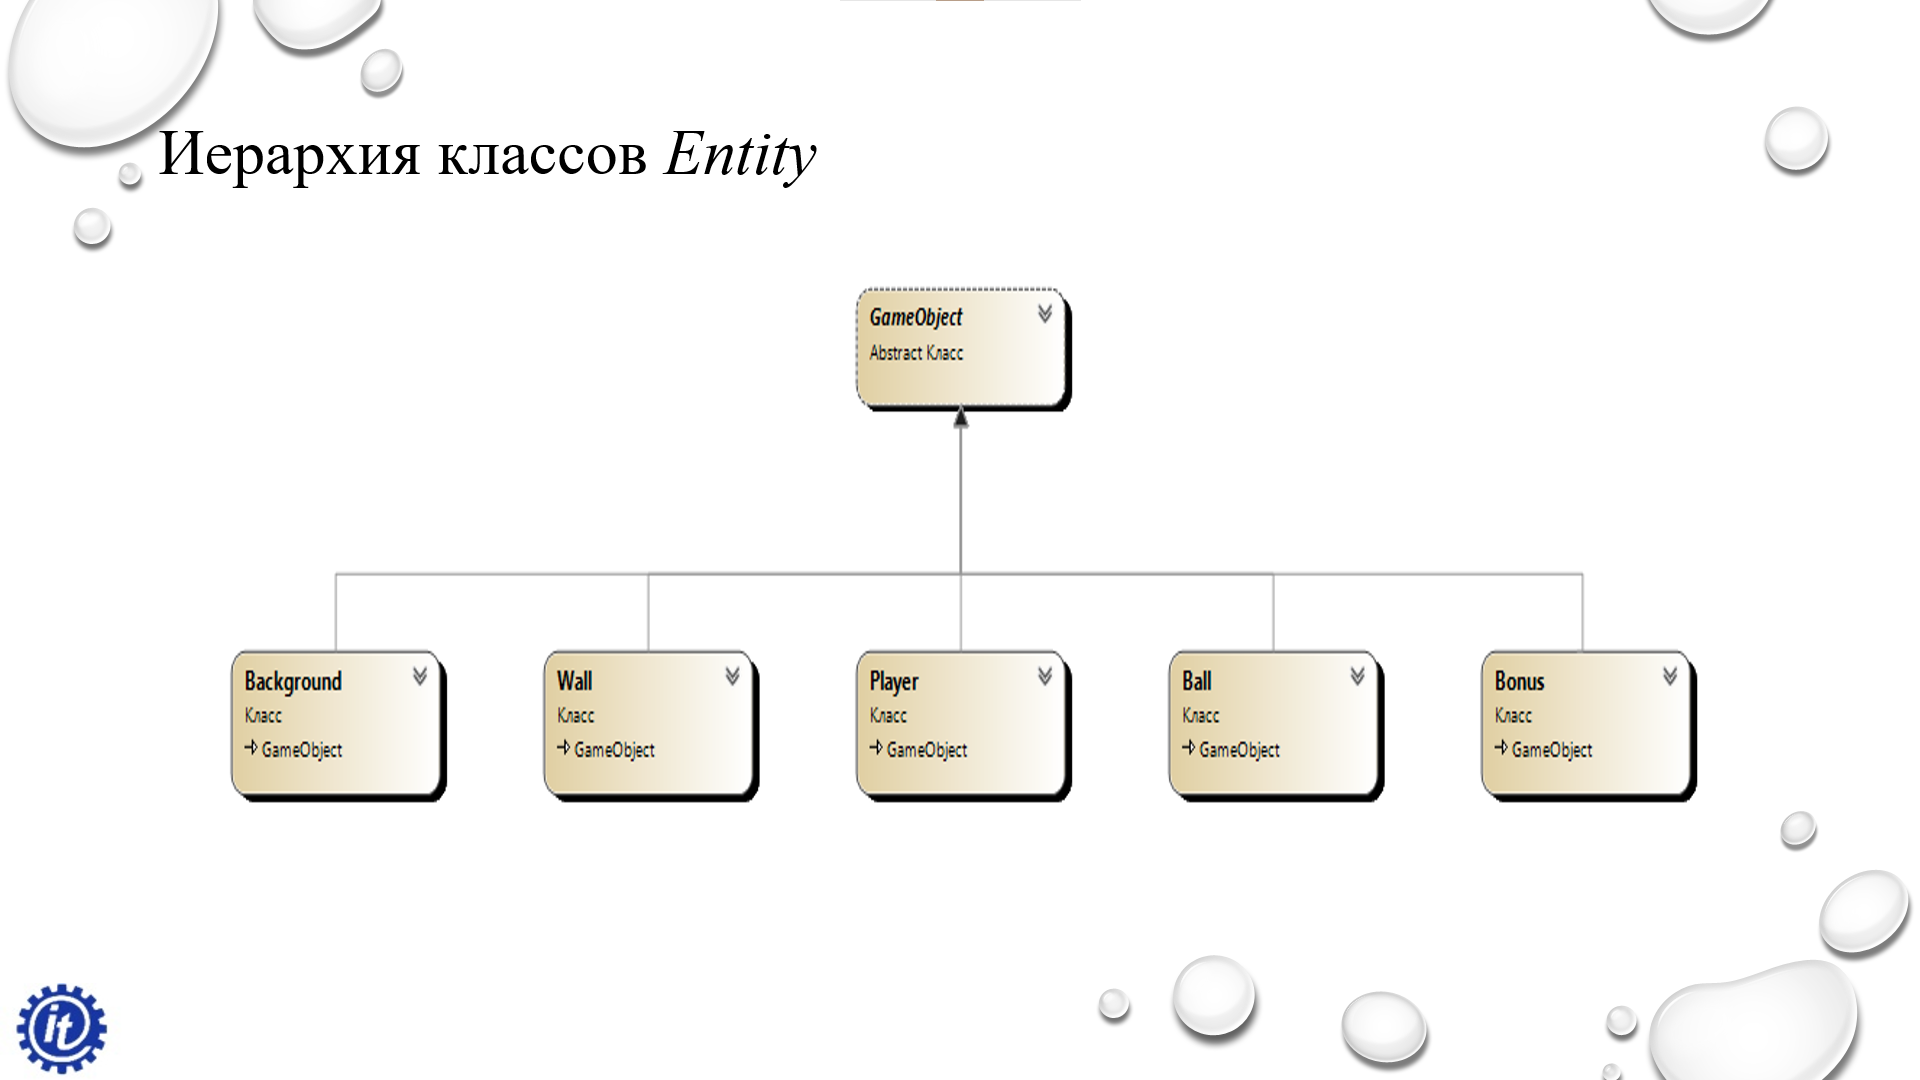 Иерархия классов Entity
GameObject
Abstract Класс
Background
Класс
GameObject
Wall
Класс
GameObject
Player
Класс
GameObject
Ball
Класс
GameObject
Bonus
Класс
GameObject
it